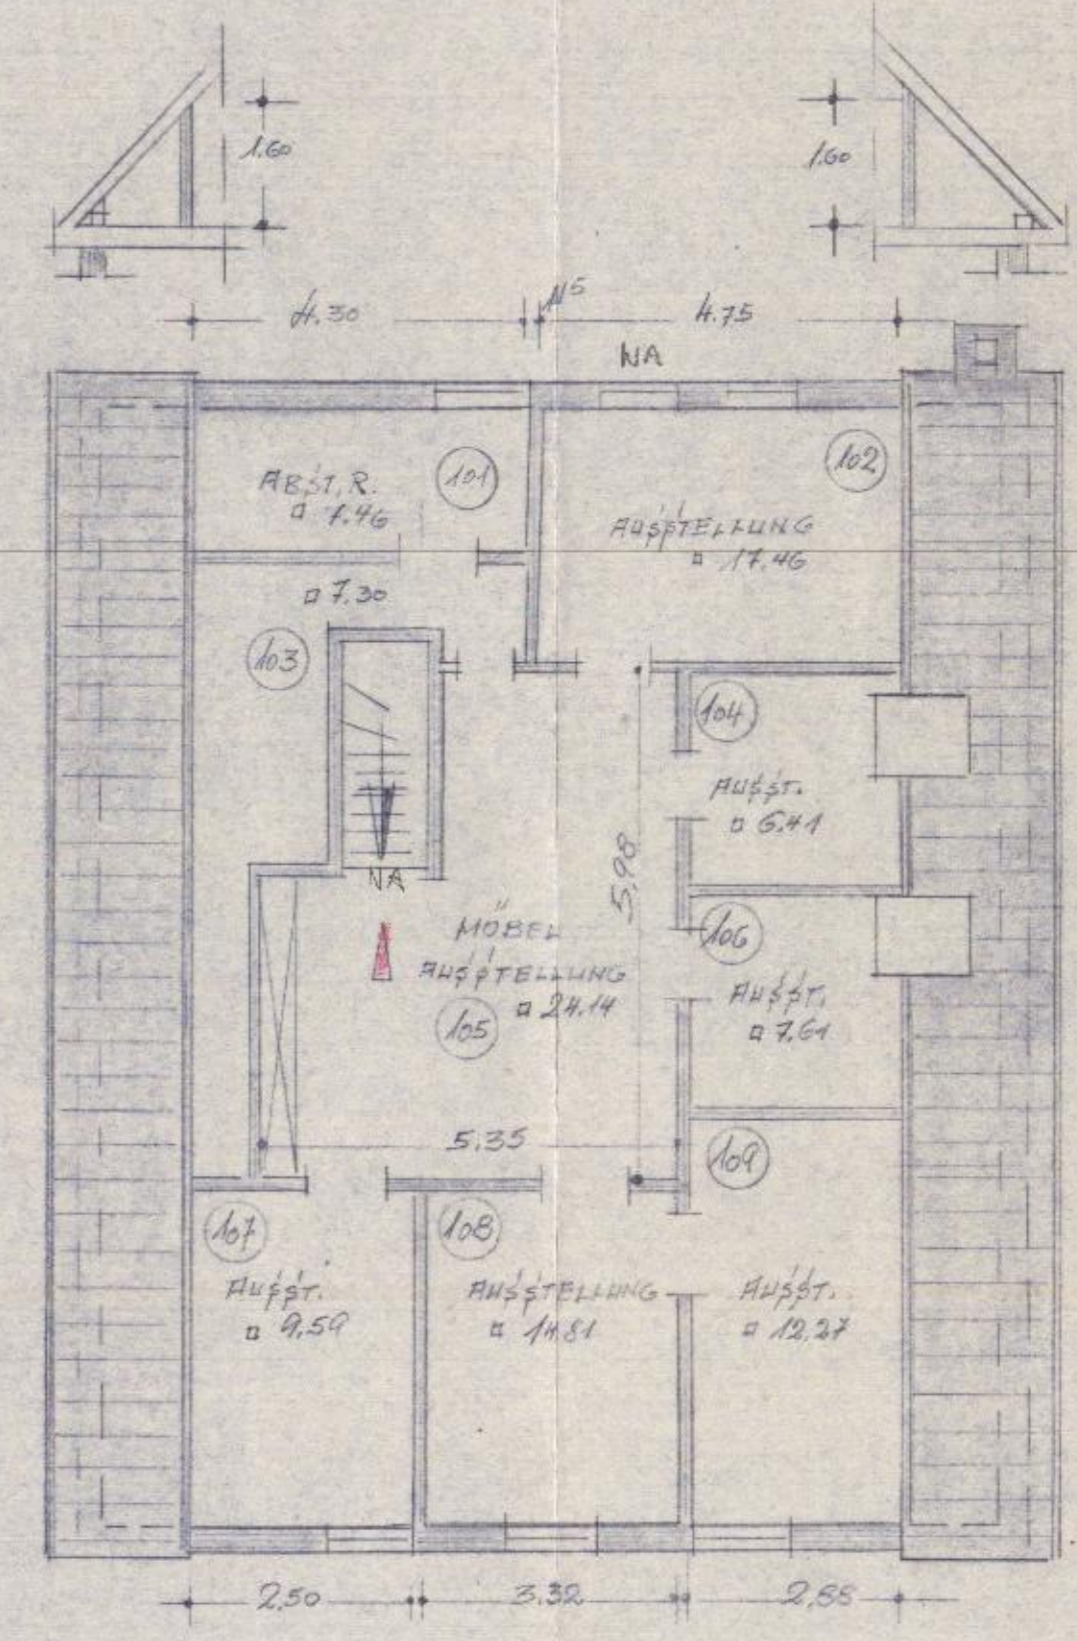 1.60
1.60
4.30
11⁵
4.75
NA
101
ABST. R.
□ 7.46
102
AUSSTELLUNG
□ 17.46
□ 7.30
103
104
AUSST.
□ 6.41
5.98
NA
MÖBEL
AUSSTELLUNG
□ 24.14
105
106
AUSST.
□ 7.61
5.35
109
107
AUSST.
□ 9.59
108
AUSSTELLUNG
□ 14.81
AUSST.
□ 12.27
2.50
3.32
2.88